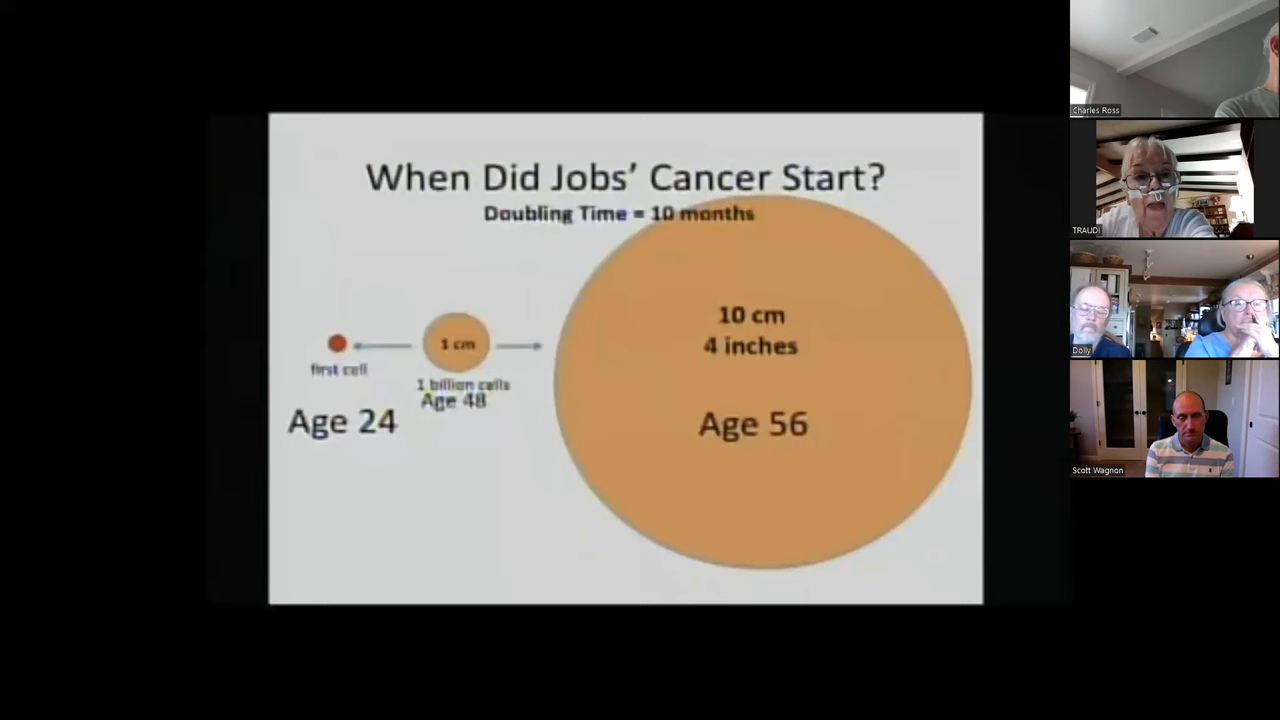 When Did Jobs' Cancer Start?
Doubling Time = 10 months
first cell
Age 24
1 cm
1 billion cells
Age 48
10 cm
4 inches
Age 56
Charles Ross
TRAUDI
Dolly
Scott Wagnon